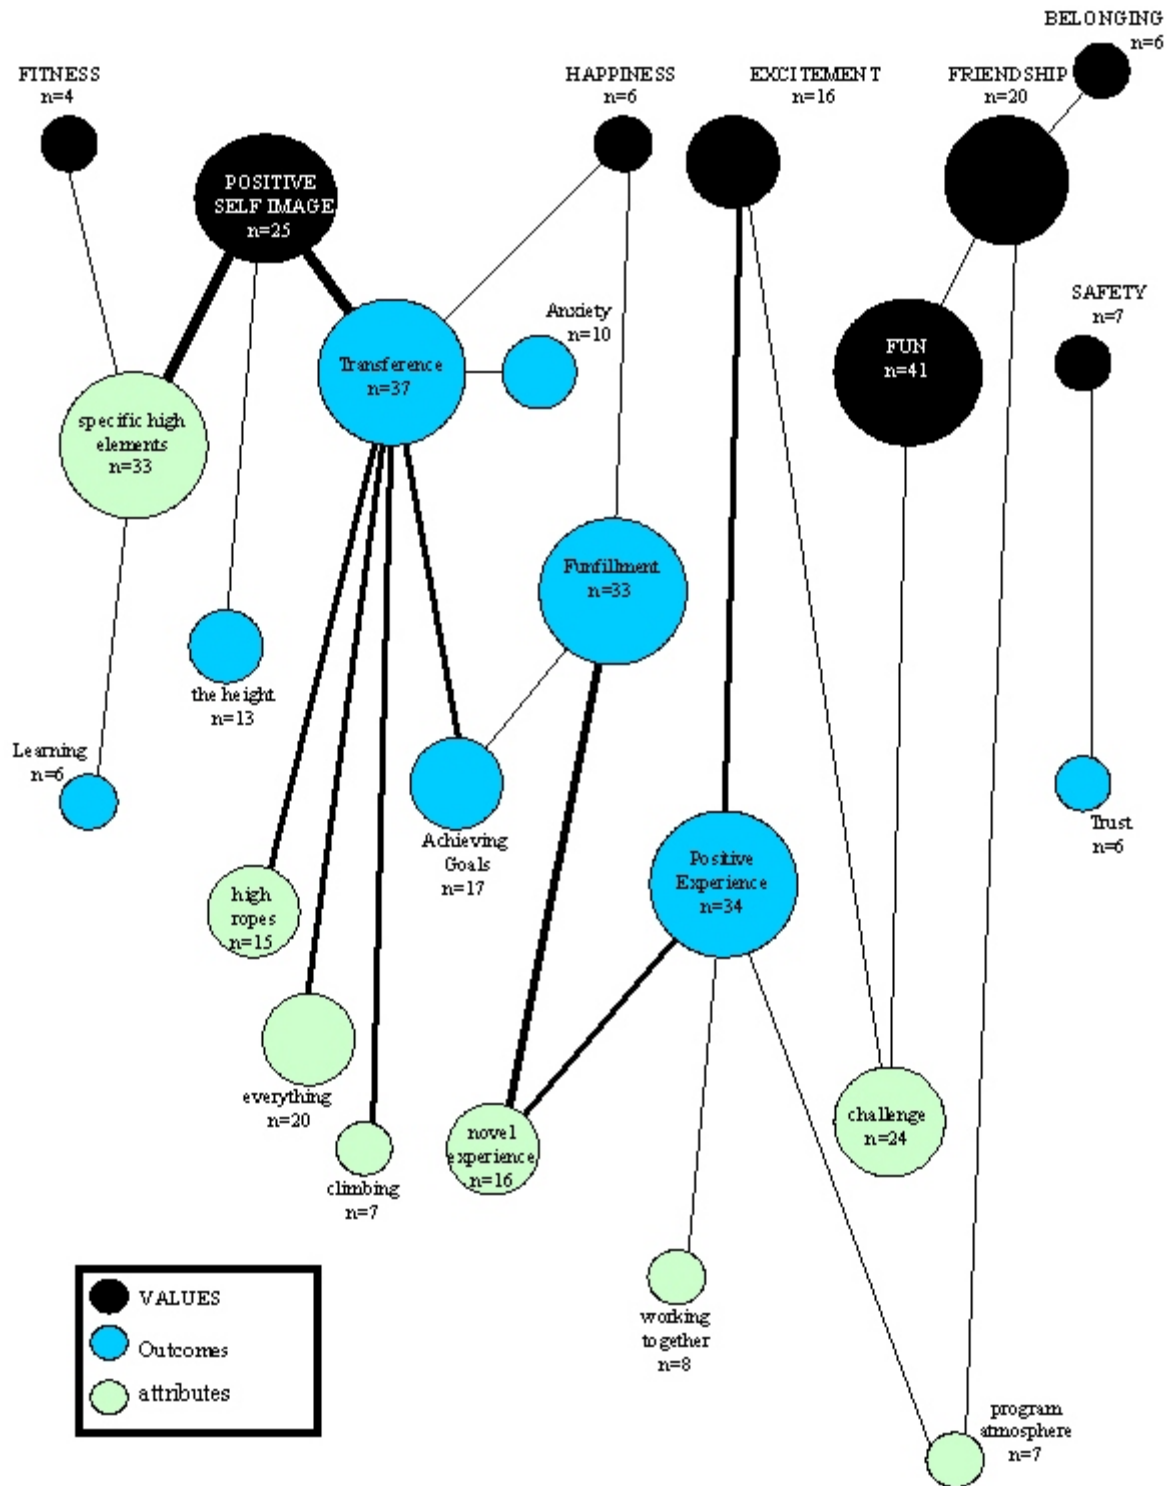 BELONGING
n=6
FITNESS
n=4
HAPPINESS
n=6
EXCITEMENT
n=16
FRIENDSHIP
n=20
POSITIVE
SELF IMAGE
n=25
SAFETY
n=7
Anxiety
n=10
Transference
n=37
FUN
n=41
specific high
elements
n=33
Funfillment
n=33
the height
n=13
Learning
n=6
Achieving
Goals
n=17
Trust
n=6
Positive
Experience
n=34
high
ropes
n=15
everything
n=20
climbing
n=7
novel
experience
n=16
challenge
n=24
working
together
n=8
program
atmosphere
n=7
VALUES
Outcomes
attributes